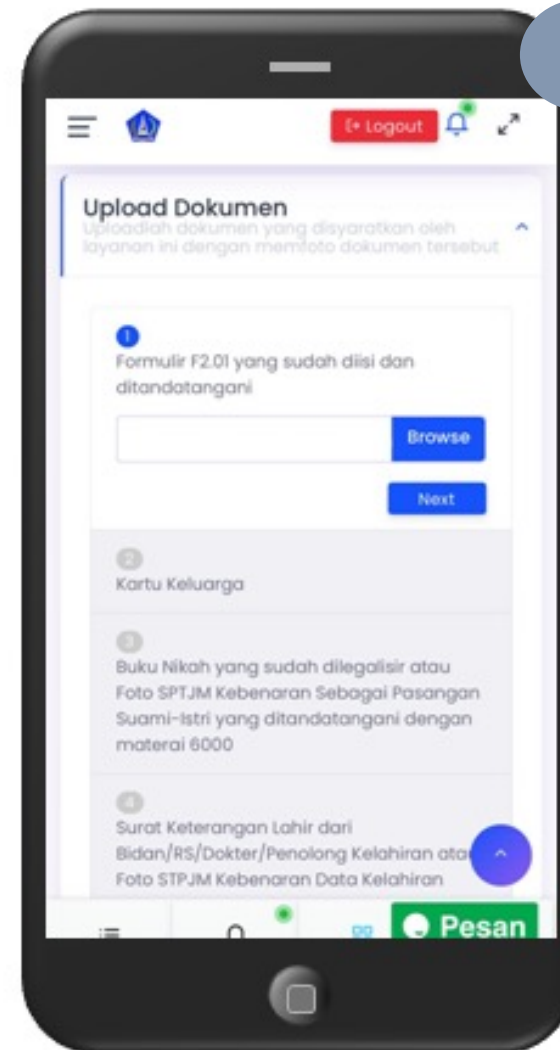 Logout
Upload Dokumen
Uploadlah dokumen yang disyaratkan oleh
layanan ini dengan memfoto dokumen tersebut
1
Formulir F2.01 yang sudah diisi dan
ditandatangani
Browse
Next
2
Kartu Keluarga
3
Buku Nikah yang sudah dilegalisir atau
Foto SPTJM Kebenaran Sebagai Pasangan
Suami-Istri yang ditandatangani dengan
materai 6000
4
Surat Keterangan Lahir dari
Bidan/RS/Dokter/Penolong Kelahiran ata
Foto STPJM Kebenaran Data Kelahiran
Pesan